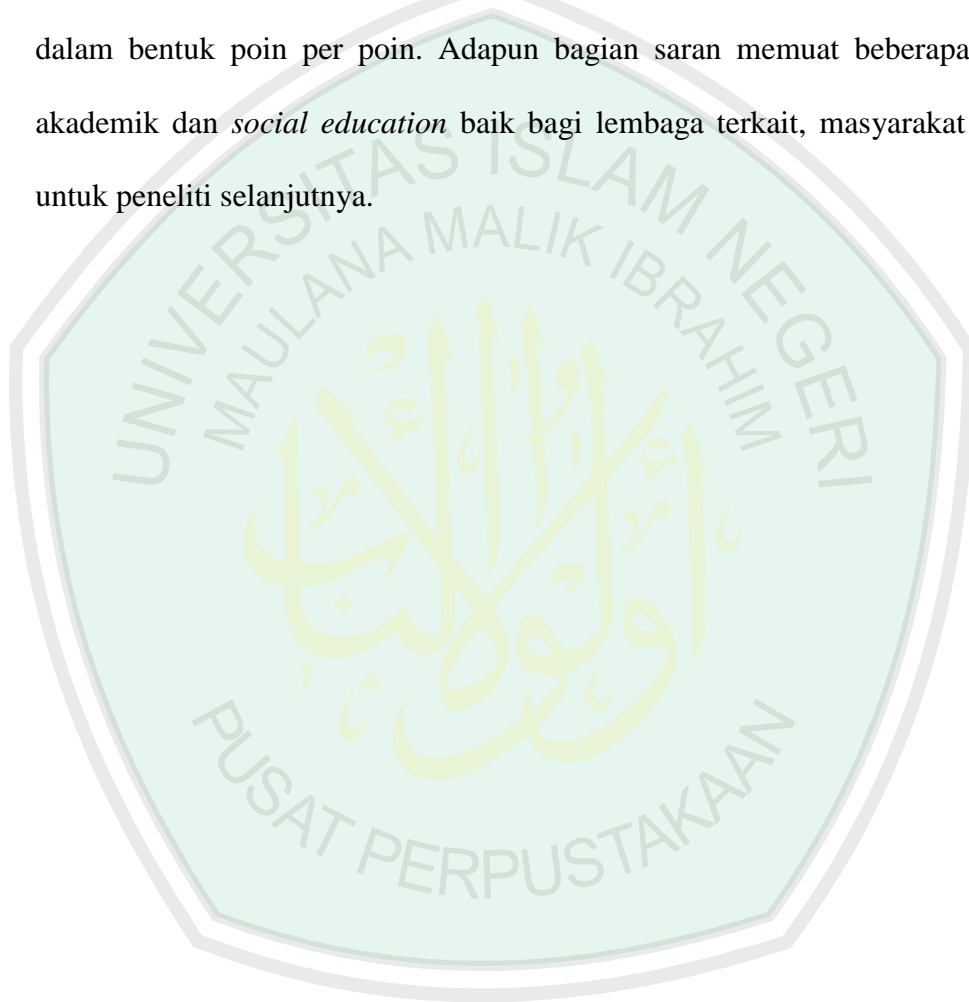 dalam bentuk poin per poin. Adapun bagian saran memuat beberapa
akademik dan social education baik bagi lembaga terkait, masyarakat
untuk peneliti selanjutnya.
UNIVERSITAS ISLAM NEGERI
MAULANA MALIK IBRAHIM
PUSAT PERPUSTAKAAN